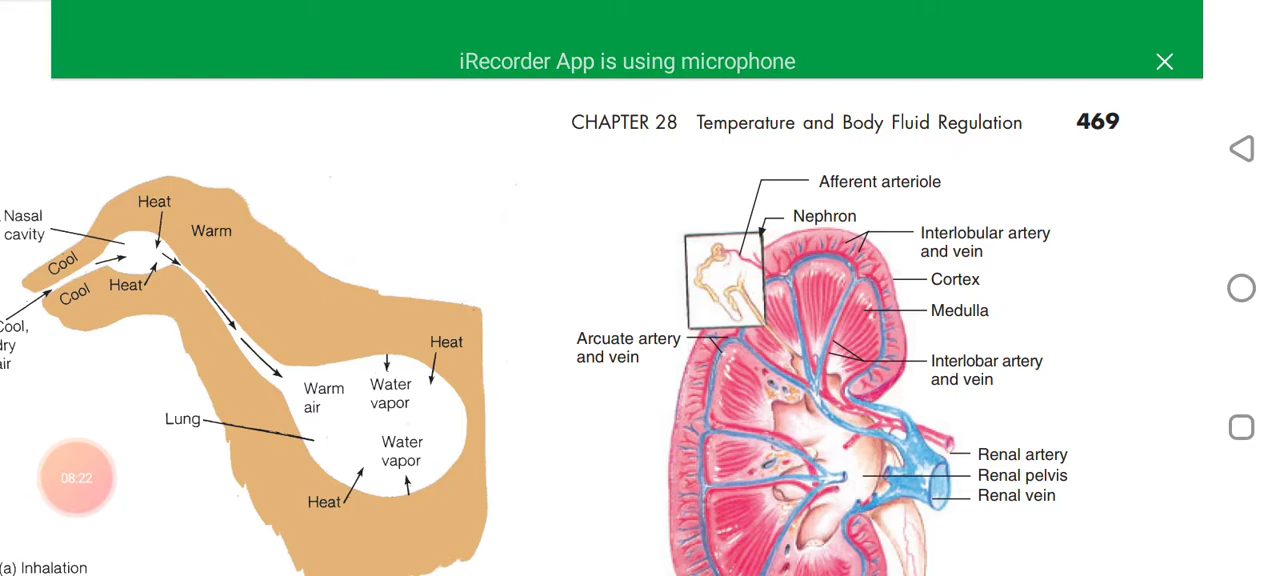 iRecorder App is using microphone
CHAPTER 28 Temperature and Body Fluid Regulation 469
Heat
Nasal
cavity
Warm
Cool
Heat
Cool
Cool,
dry
air
Heat
Warm
air
Water
vapor
Lung
Water
vapor
Heat
08:22
(a) Inhalation
Afferent arteriole
Nephron
Interlobular artery
and vein
Cortex
Medulla
Arcuate artery
and vein
Interlobar artery
and vein
Renal artery
Renal pelvis
Renal vein